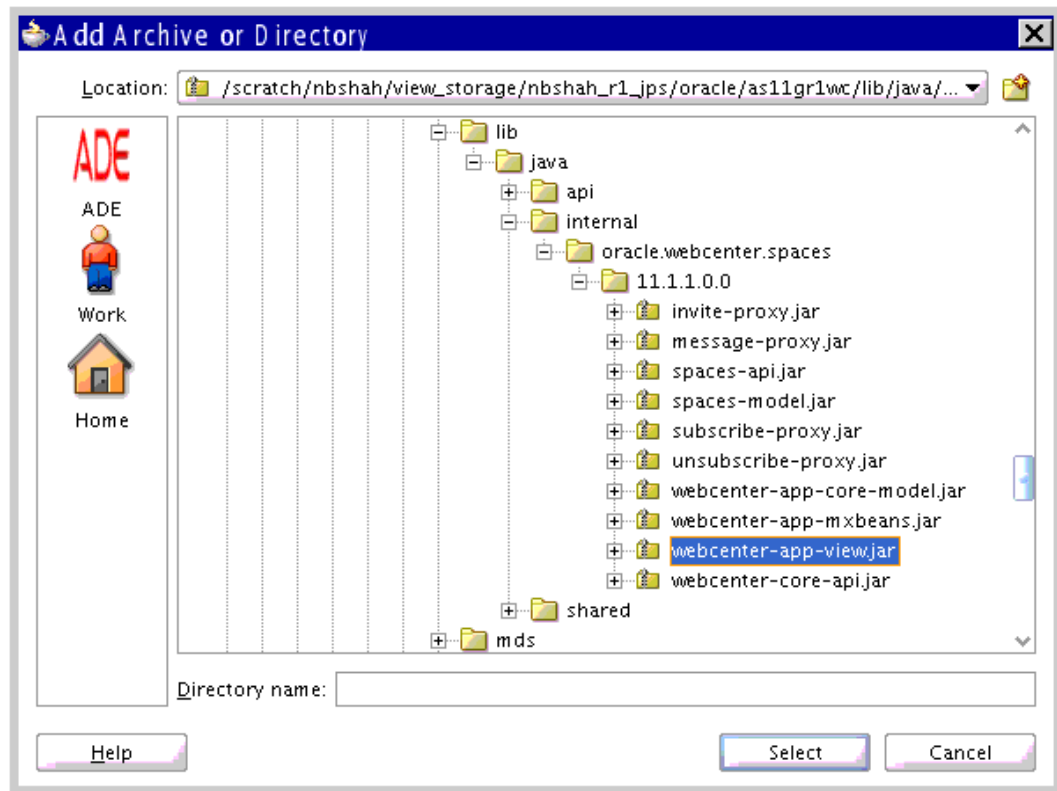 Add Archive or Directory
Location: /scratch/nbshah/view_storage/nbshah_r1_jps/oracle/as11gr1wc/lib/java/...
ADE
ADE
Work
Home
lib
java
api
internal
oracle.webcenter.spaces
11.1.1.0.0
invite-proxy.jar
message-proxy.jar
spaces-api.jar
spaces-model.jar
subscribe-proxy.jar
unsubscribe-proxy.jar
webcenter-app-core-model.jar
webcenter-app-mxbeans.jar
webcenter-app-view.jar
webcenter-core-api.jar
shared
mds
Directory name:
Help Select Cancel